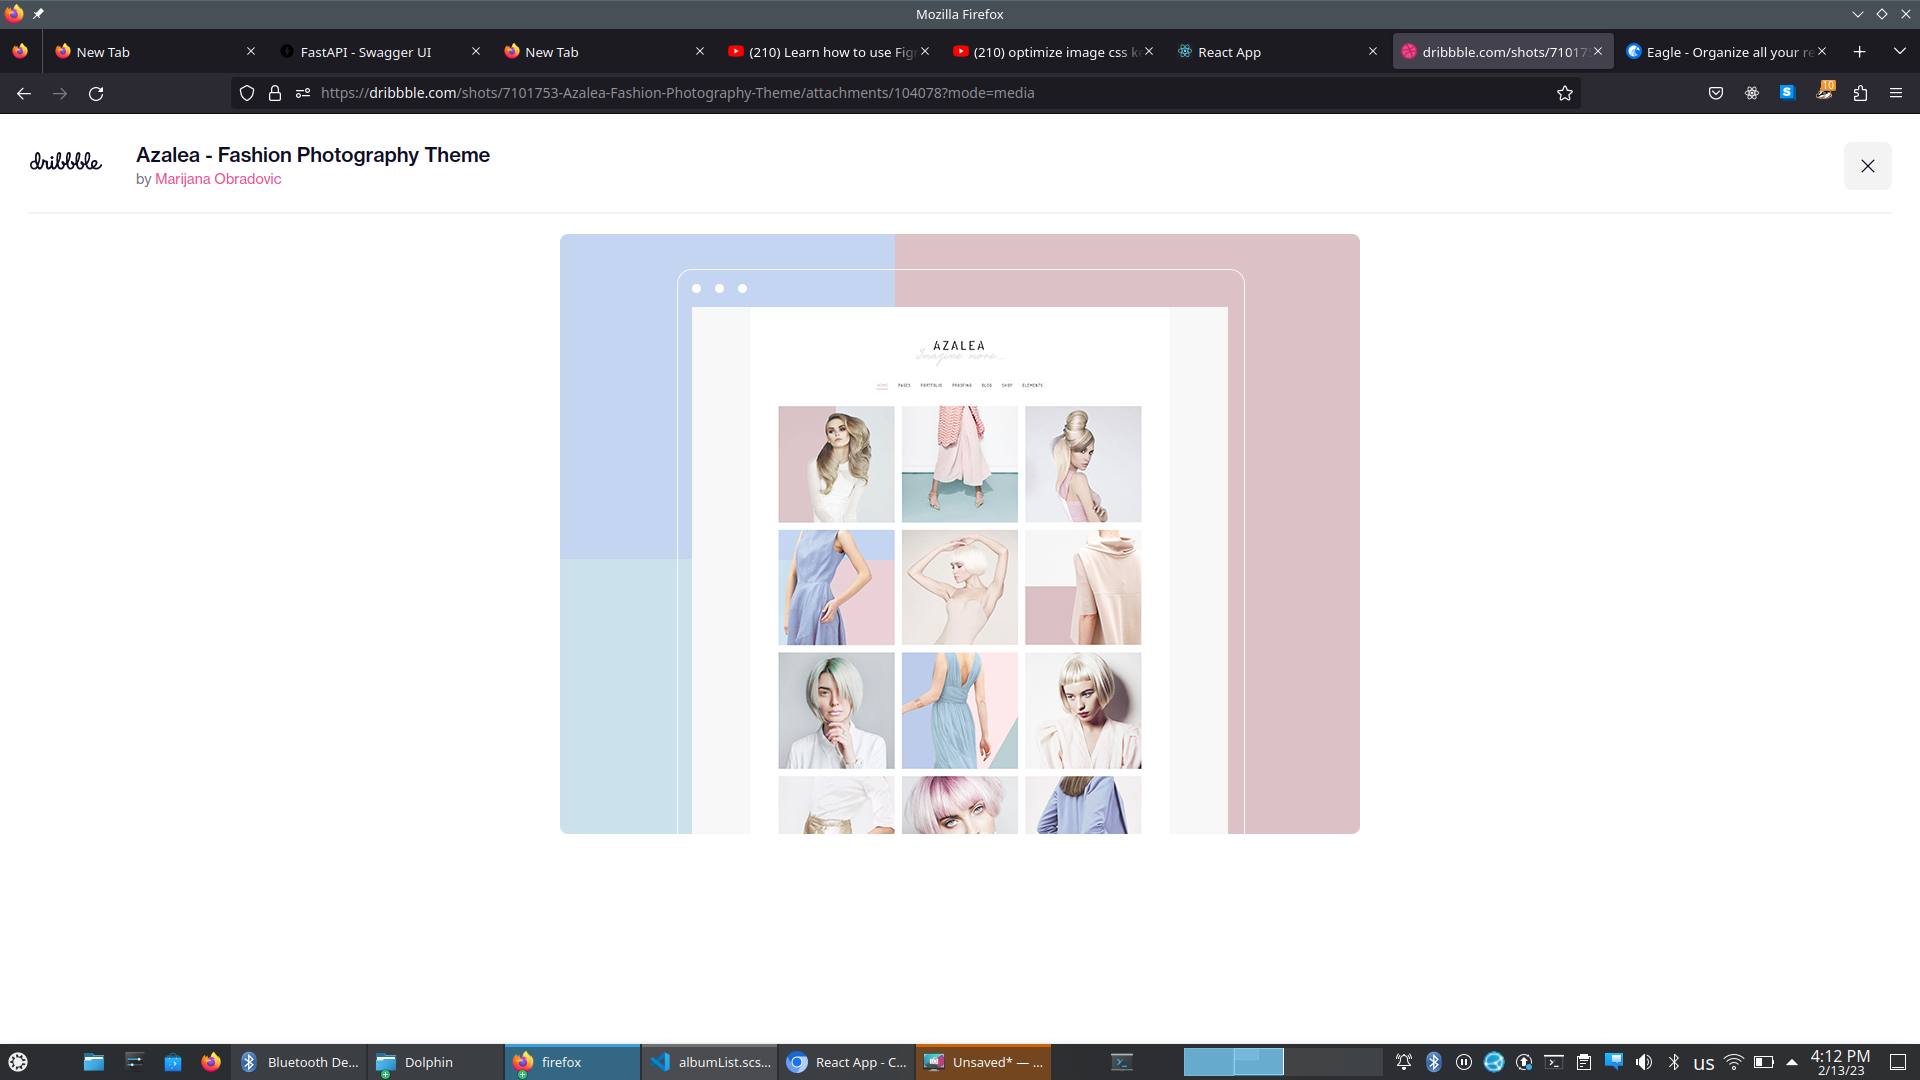 Mozilla Firefox
New Tab
FastAPI - Swagger UI
New Tab
(210) Learn how to use Fig
(210) optimize image css k
React App
dribbble.com/shots/71017
Eagle - Organize all your re
https://dribbble.com/shots/7101753-Azalea-Fashion-Photography-Theme/attachments/104078?mode=media
S
10
dribbble
Azalea - Fashion Photography Theme
by Marijana Obradovic
AZALEA
Imagine more...
HOME PAGES PORTFOLIO PROOFING BLOG SHOP ELEMENTS
Bluetooth De...
Dolphin
firefox
albumList.scs...
React App - C...
Unsaved* — ...
us
4:12 PM
2/13/23